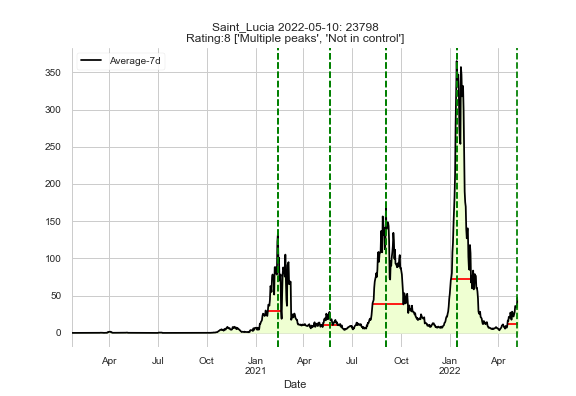 Saint_Lucia 2022-05-10: 23798
Rating:8 ['Multiple peaks', 'Not in control']
Average-7d
350
300
250
200
150
100
50
0
Apr Jul Oct Jan Apr Jul Oct Jan Apr
2021 2022
Date